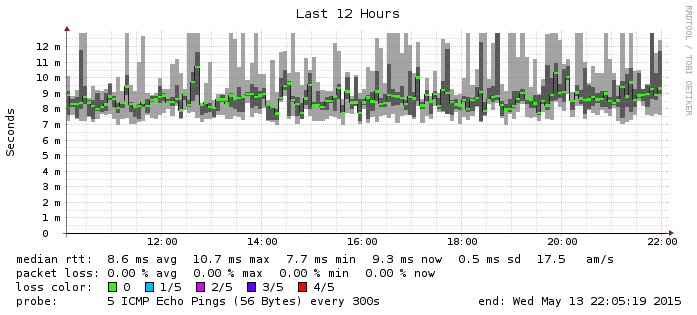 Last 12 Hours
RRDTOOL / TOBI OETIKER
Seconds
12 m
11 m
10 m
9 m
8 m
7 m
6 m
5 m
4 m
3 m
2 m
1 m
0
12:00 14:00 16:00 18:00 20:00 22:00
median rtt: 8.6 ms avg 10.7 ms max 7.7 ms min 9.3 ms now 0.5 ms sd 17.5 am/s
packet loss: 0.00 % avg 0.00 % max 0.00 % min 0.00 % now
loss color: 0 1/5 2/5 3/5 4/5
probe: 5 ICMP Echo Pings (56 Bytes) every 300s end: Wed May 13 22:05:19 2015